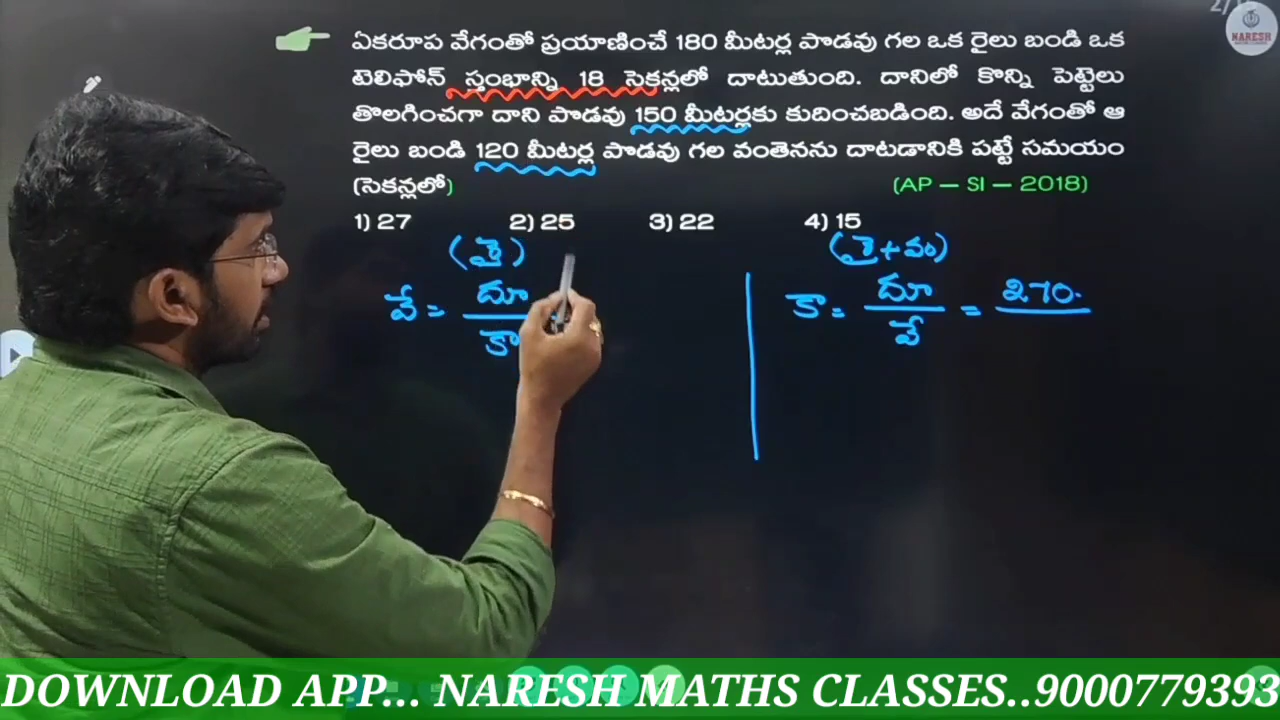 ఏకరూప వేగంతో ప్రయాణించే 180 మీటర్ల పొడవు గల ఒక రైలు బండి ఒక
టెలిఫోన్ స్తంభాన్ని 18 సెకన్లలో దాటుతుంది. దానిలో కొన్ని పెట్టెలు
తొలగించగా దాని పొడవు 150 మీటర్లకు కుదించబడింది. అదే వేగంతో ఆ
రైలు బండి 120 మీటర్ల పొడవు గల వంతెనను దాటడానికి పట్టే సమయం
(సెకన్లలో) (AP – SI – 2018)
1) 27 2) 25 3) 22 4) 15
(రై) (రై+వం)
వే = దూ / కా కా = దూ / వే = 270.
NARESH
DOWNLOAD APP... NARESH MATHS CLASSES..9000779393